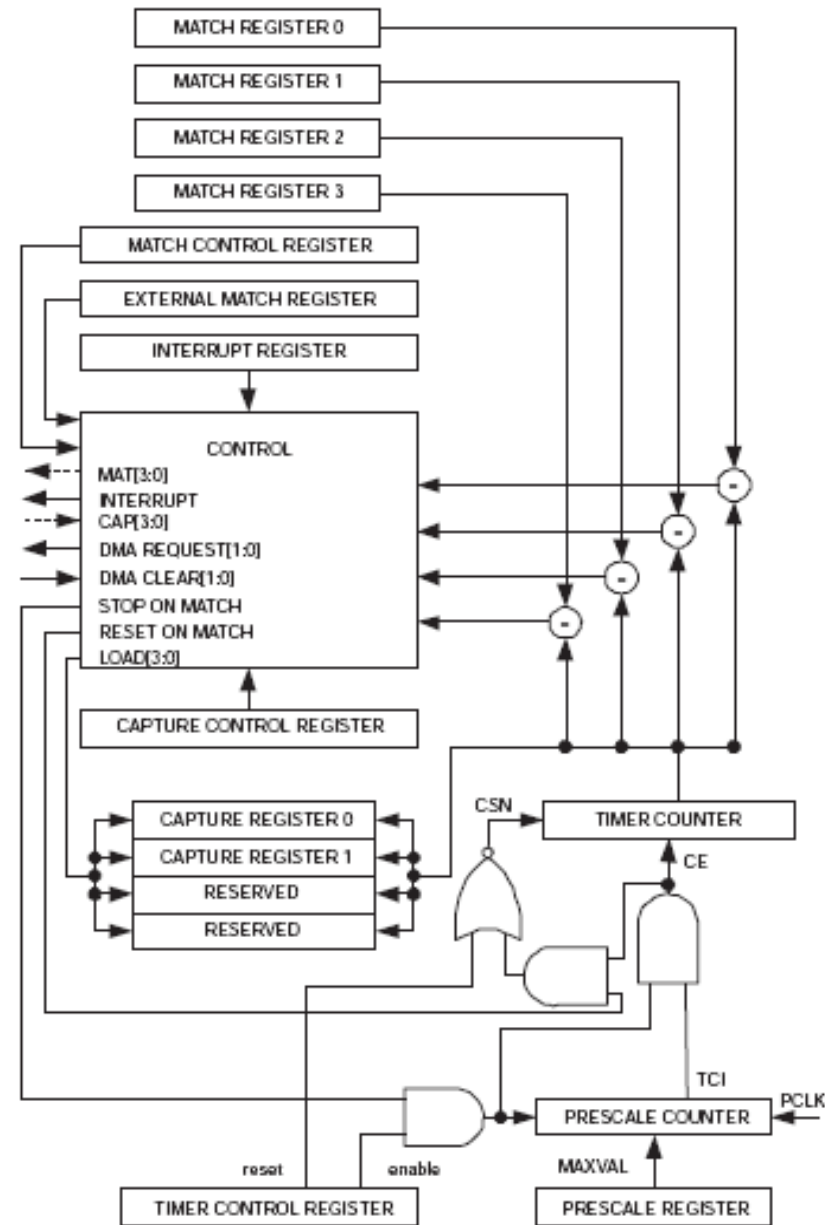 MATCH REGISTER 0
MATCH REGISTER 1
MATCH REGISTER 2
MATCH REGISTER 3
MATCH CONTROL REGISTER
EXTERNAL MATCH REGISTER
INTERRUPT REGISTER
CONTROL
MAT[3:0]
INTERRUPT
CAP[3:0]
DMA REQUEST[1:0]
DMA CLEAR[1:0]
STOP ON MATCH
RESET ON MATCH
LOAD[3:0]
-
-
-
-
CAPTURE CONTROL REGISTER
CAPTURE REGISTER 0
CAPTURE REGISTER 1
RESERVED
RESERVED
CSN
TIMER COUNTER
CE
TCI
PCLK
PRESCALE COUNTER
reset
enable
MAXVAL
TIMER CONTROL REGISTER
PRESCALE REGISTER